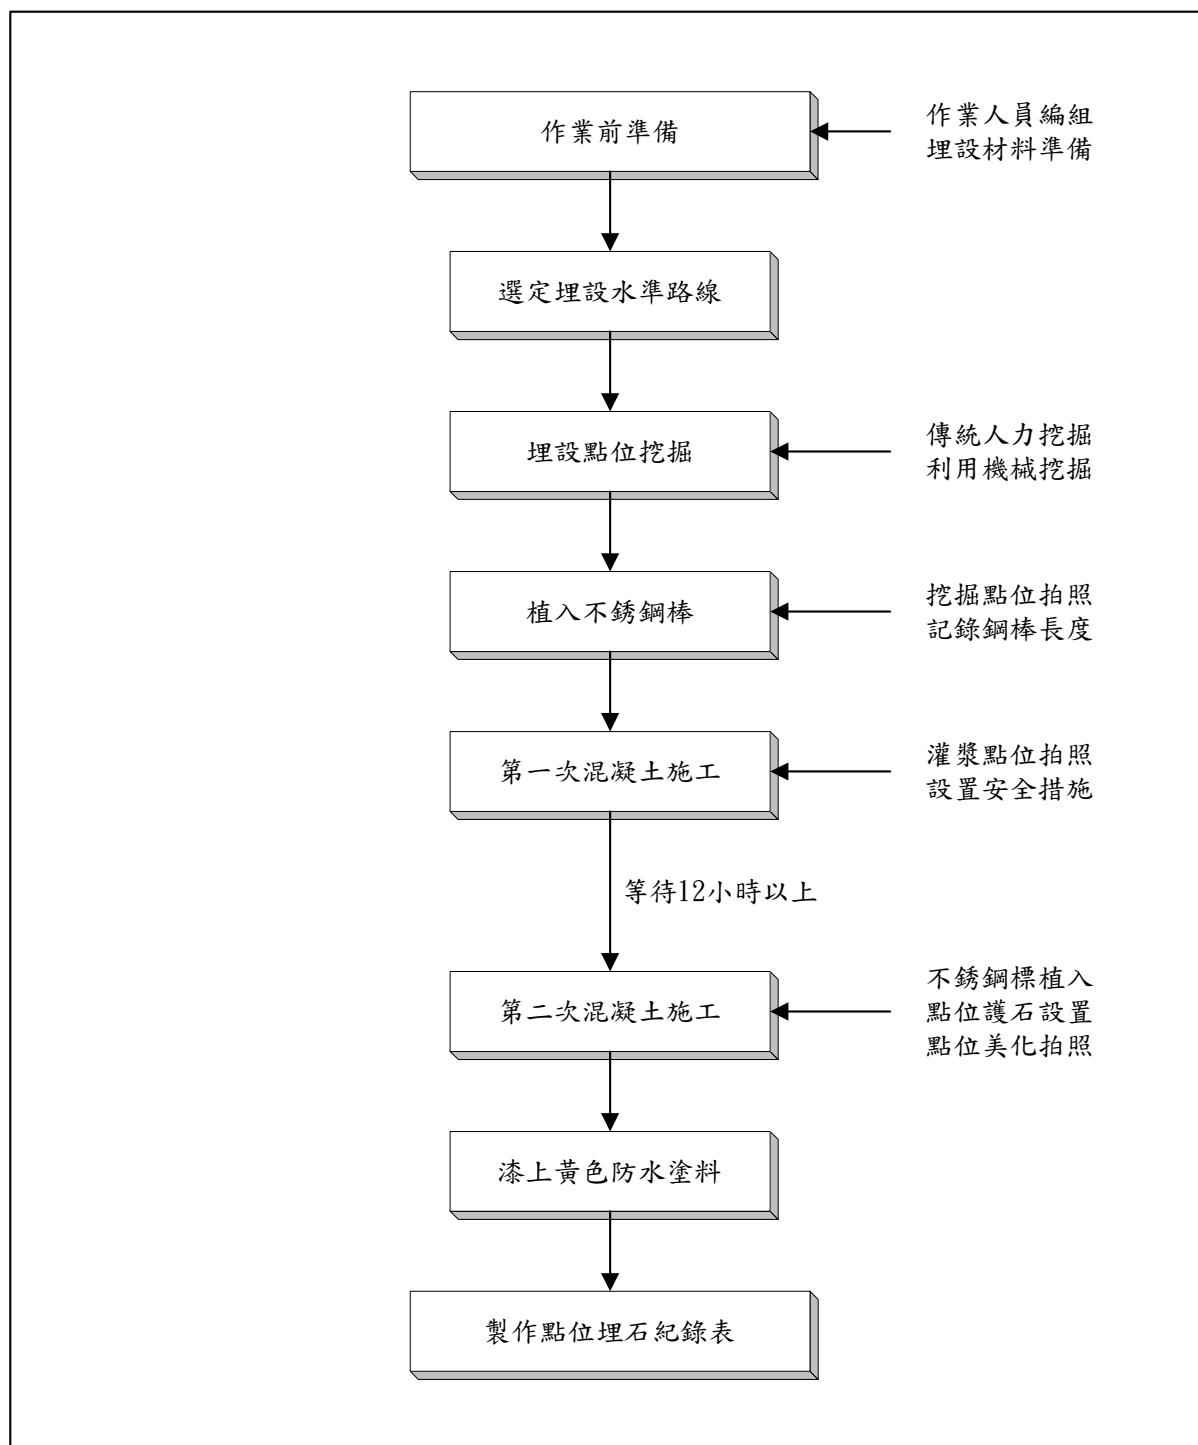 作業前準備
作業人員編組
埋設材料準備
選定埋設水準路線
埋設點位挖掘
傳統人力挖掘
利用機械挖掘
植入不銹鋼棒
挖掘點位拍照
記錄鋼棒長度
第一次混凝土施工
灌漿點位拍照
設置安全措施
等待12小時以上
第二次混凝土施工
不銹鋼標植入
點位護石設置
點位美化拍照
漆上黃色防水塗料
製作點位埋石紀錄表